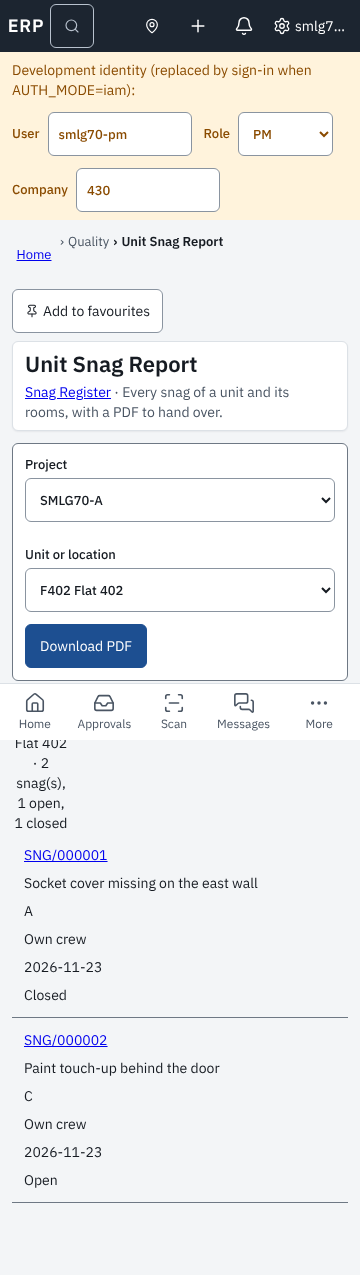 ERP
smlg7...
Development identity (replaced by sign-in when
AUTH_MODE=iam):
User smlg70-pm Role PM
Company 430
Home › Quality › Unit Snag Report
Add to favourites
Unit Snag Report
Snag Register · Every snag of a unit and its
rooms, with a PDF to hand over.
Project
SMLG70-A
Unit or location
F402 Flat 402
Download PDF
Home Approvals Scan Messages More
Flat 402
· 2
snag(s),
1 open,
1 closed
SNG/000001
Socket cover missing on the east wall
A
Own crew
2026-11-23
Closed
SNG/000002
Paint touch-up behind the door
C
Own crew
2026-11-23
Open